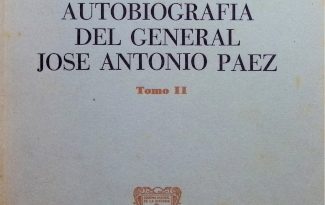 AUTOBIOGRAFIA
DEL GENERAL
JOSE ANTONIO PAEZ
Tomo II